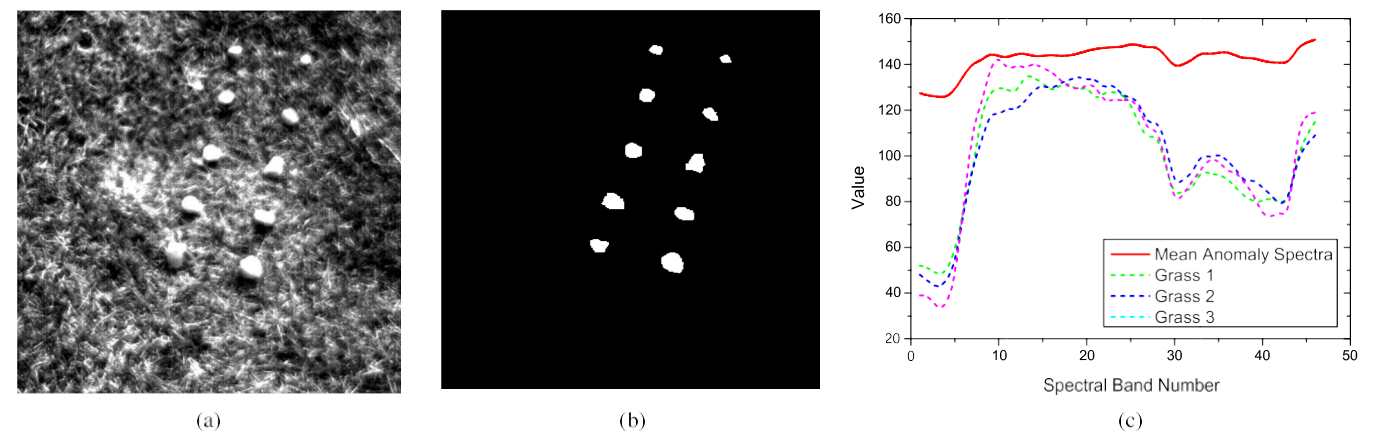 160
140
120
100
80
60
40
20
Value
Mean Anomaly Spectra
Grass 1
Grass 2
Grass 3
0 10 20 30 40 50
Spectral Band Number
(a) (b) (c)